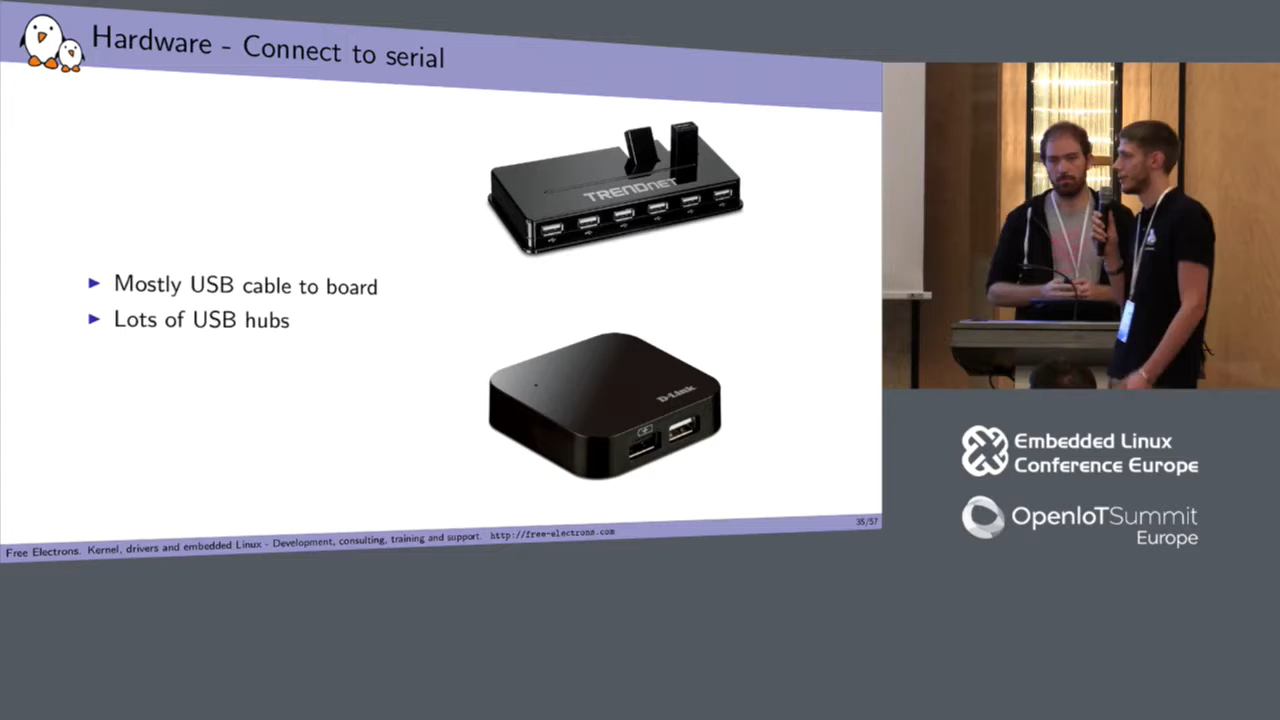 Hardware - Connect to serial
TRENDNET
Mostly USB cable to board
Lots of USB hubs
D-Link
Free Electrons. Kernel, drivers and embedded Linux - Development, consulting, training and support. http://free-electrons.com
35/57
Embedded Linux
Conference Europe
OpenIoTSummit
Europe